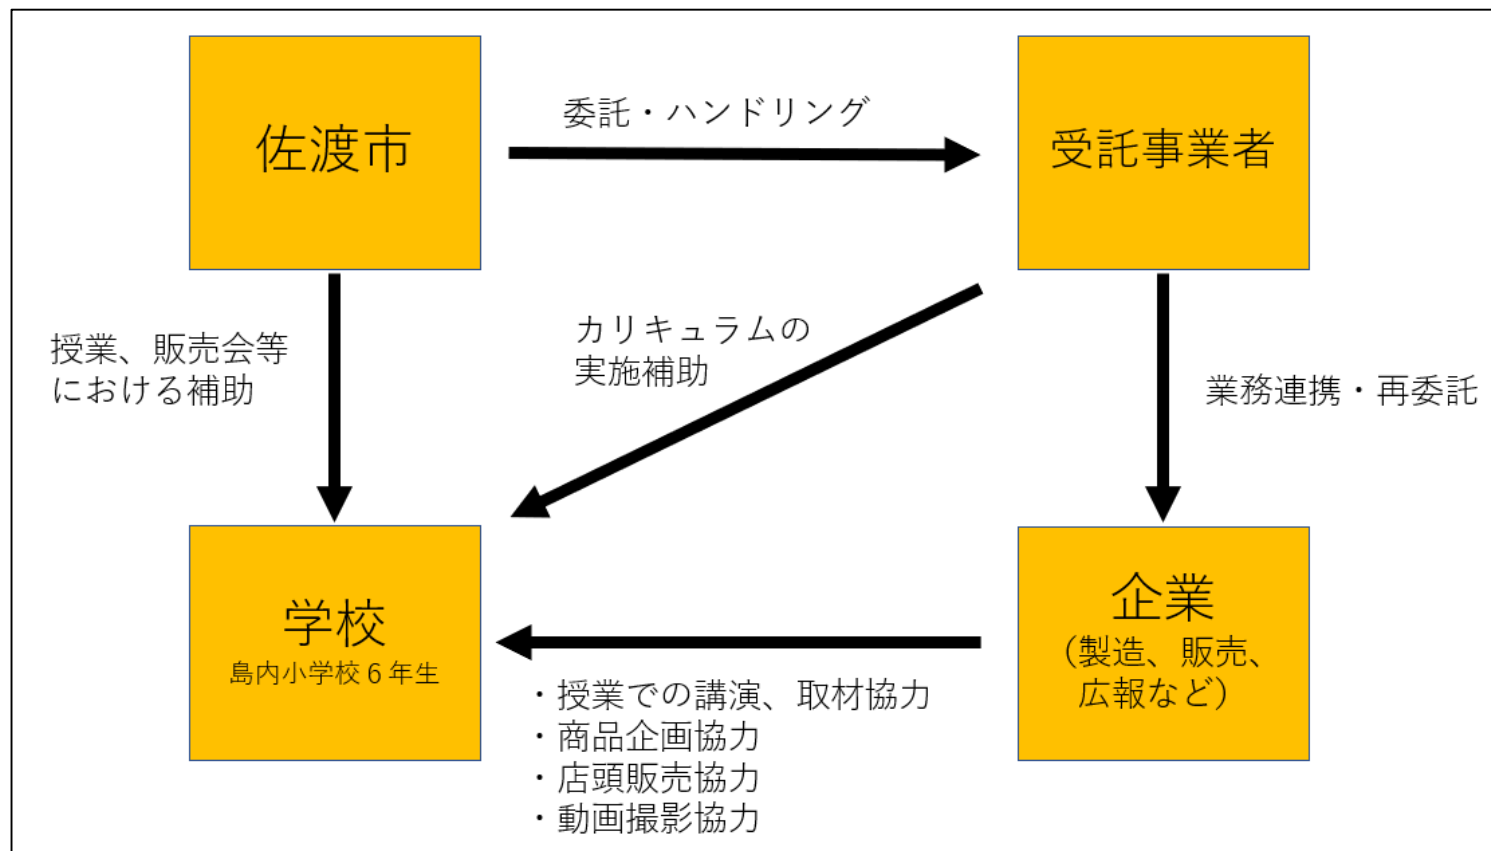 佐渡市
委託・ハンドリング
受託事業者
授業、販売会等
における補助
カリキュラムの
実施補助
業務連携・再委託
学校
島内小学校６年生
企業
（製造、販売、
広報など）
・授業での講演、取材協力
・商品企画協力
・店頭販売協力
・動画撮影協力